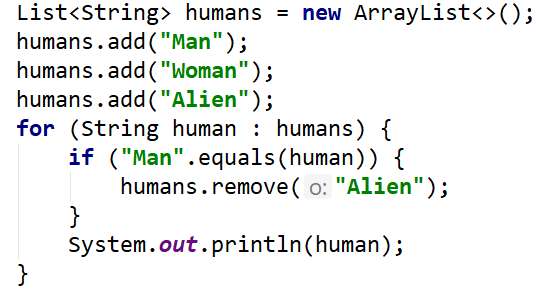 List<String> humans = new ArrayList<>();
humans.add("Man");
humans.add("Woman");
humans.add("Alien");
for (String human : humans) {
    if ("Man".equals(human)) {
        humans.remove( o: "Alien");
    }
    System.out.println(human);
}